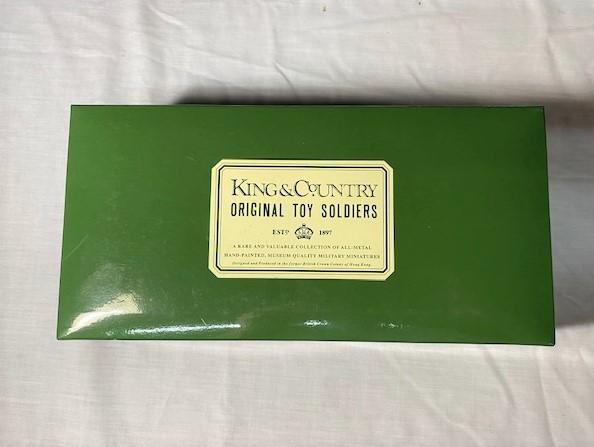 KING & COUNTRY
ORIGINAL TOY SOLDIERS
ESTD 1897
A RARE AND VALUABLE COLLECTION OF ALL-METAL
HAND-PAINTED, MUSEUM QUALITY MILITARY MINIATURES
Designed and Produced in the former British Crown Colony of Hong Kong.